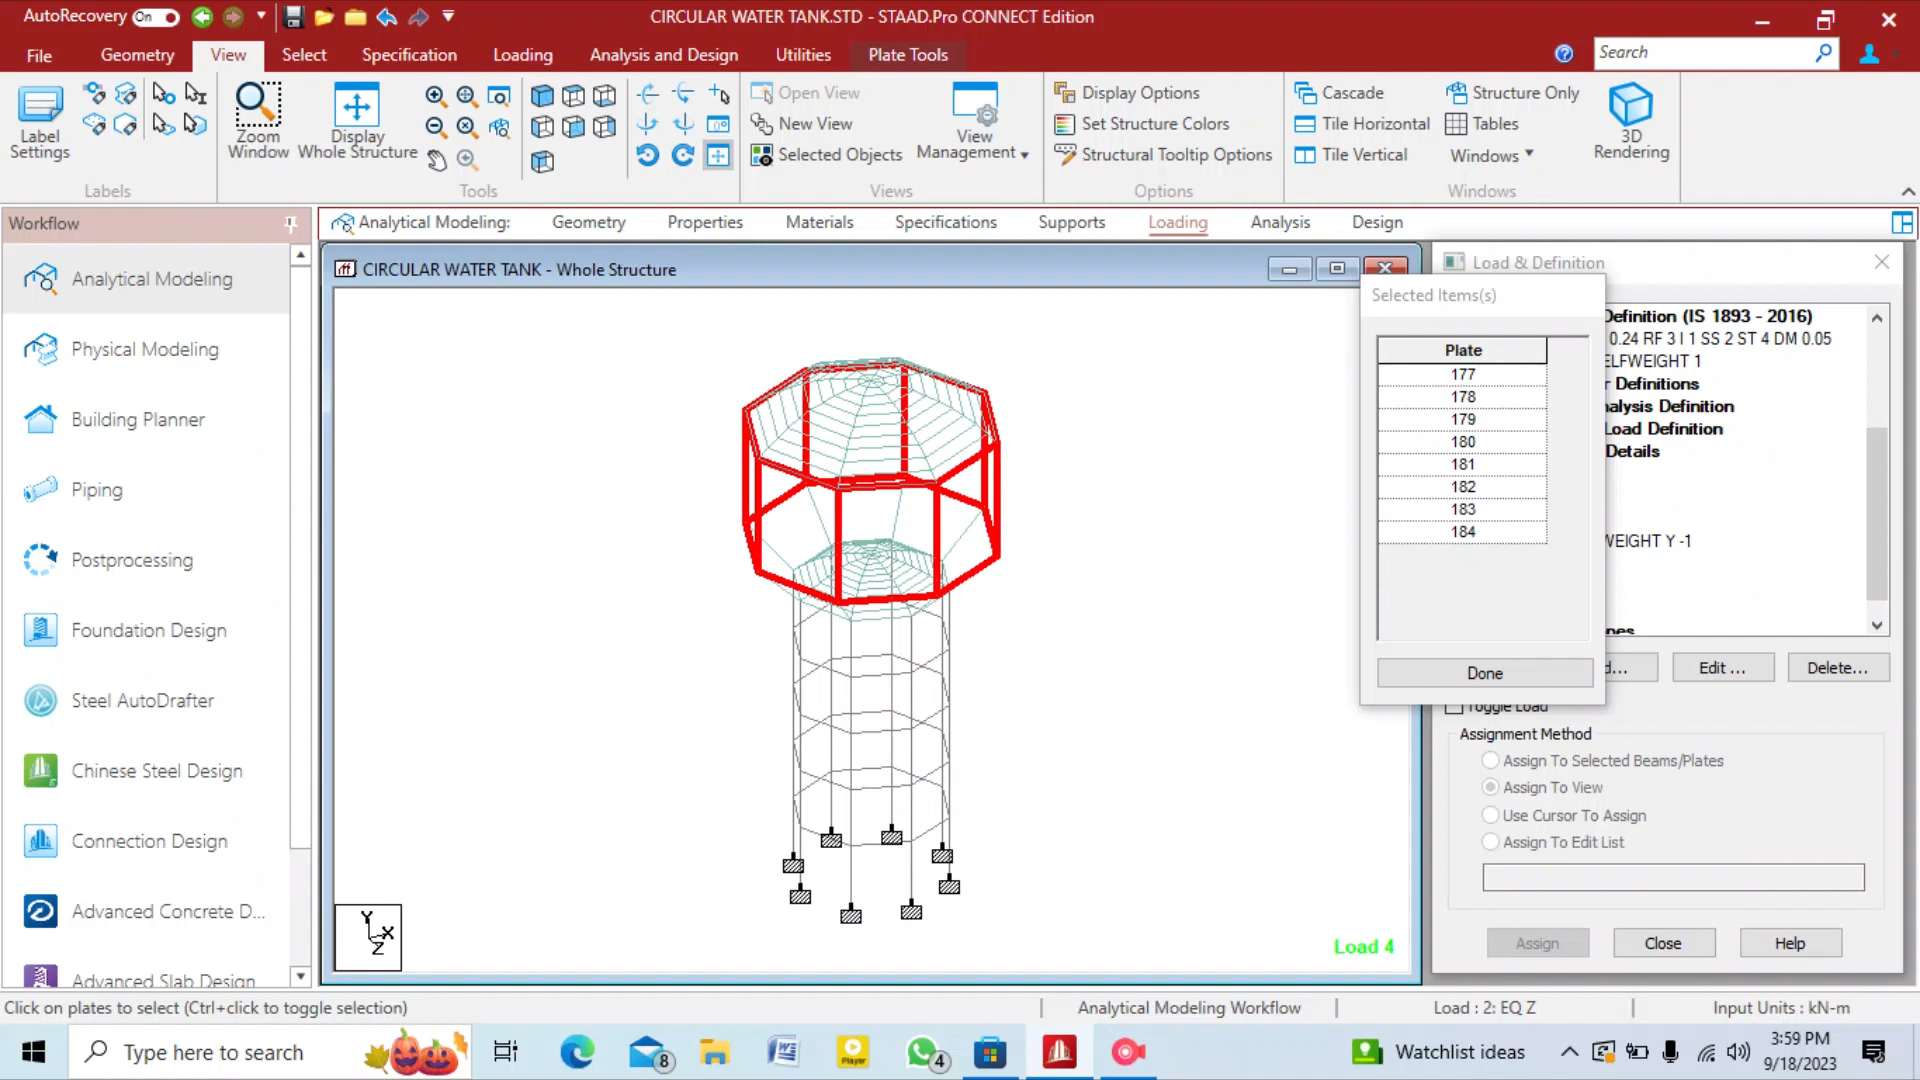 AutoRecovery On
CIRCULAR WATER TANK.STD - STAAD.Pro CONNECT Edition
File Geometry View Select Specification Loading Analysis and Design Utilities Plate Tools
Search
Label Settings
Labels
Zoom Window
Display Whole Structure
Tools
Open View
New View
Selected Objects
View Management
Views
Display Options
Set Structure Colors
Structural Tooltip Options
Options
Cascade
Tile Horizontal
Tile Vertical
Structure Only
Tables
Windows
Windows
3D Rendering
Workflow
Analytical Modeling
Physical Modeling
Building Planner
Piping
Postprocessing
Foundation Design
Steel AutoDrafter
Chinese Steel Design
Connection Design
Advanced Concrete D...
Advanced Slab Design
Analytical Modeling: Geometry Properties Materials Specifications Supports Loading Analysis Design
CIRCULAR WATER TANK - Whole Structure
Y
X
Z
Load 4
Selected Items(s)
Plate
177
178
179
180
181
182
183
184
Done
Load & Definition
Definition (IS 1893 - 2016)
0.24 RF 3 I 1 SS 2 ST 4 DM 0.05
ELFWEIGHT 1
r Definitions
nalysis Definition
Load Definition
Details
WEIGHT Y -1
d... Edit ... Delete...
Toggle Load
Assignment Method
Assign To Selected Beams/Plates
Assign To View
Use Cursor To Assign
Assign To Edit List
Assign Close Help
Click on plates to select (Ctrl+click to toggle selection)
Analytical Modeling Workflow
Load : 2: EQ Z
Input Units : kN-m
Type here to search
8
Player
4
Watchlist ideas
3:59 PM
9/18/2023